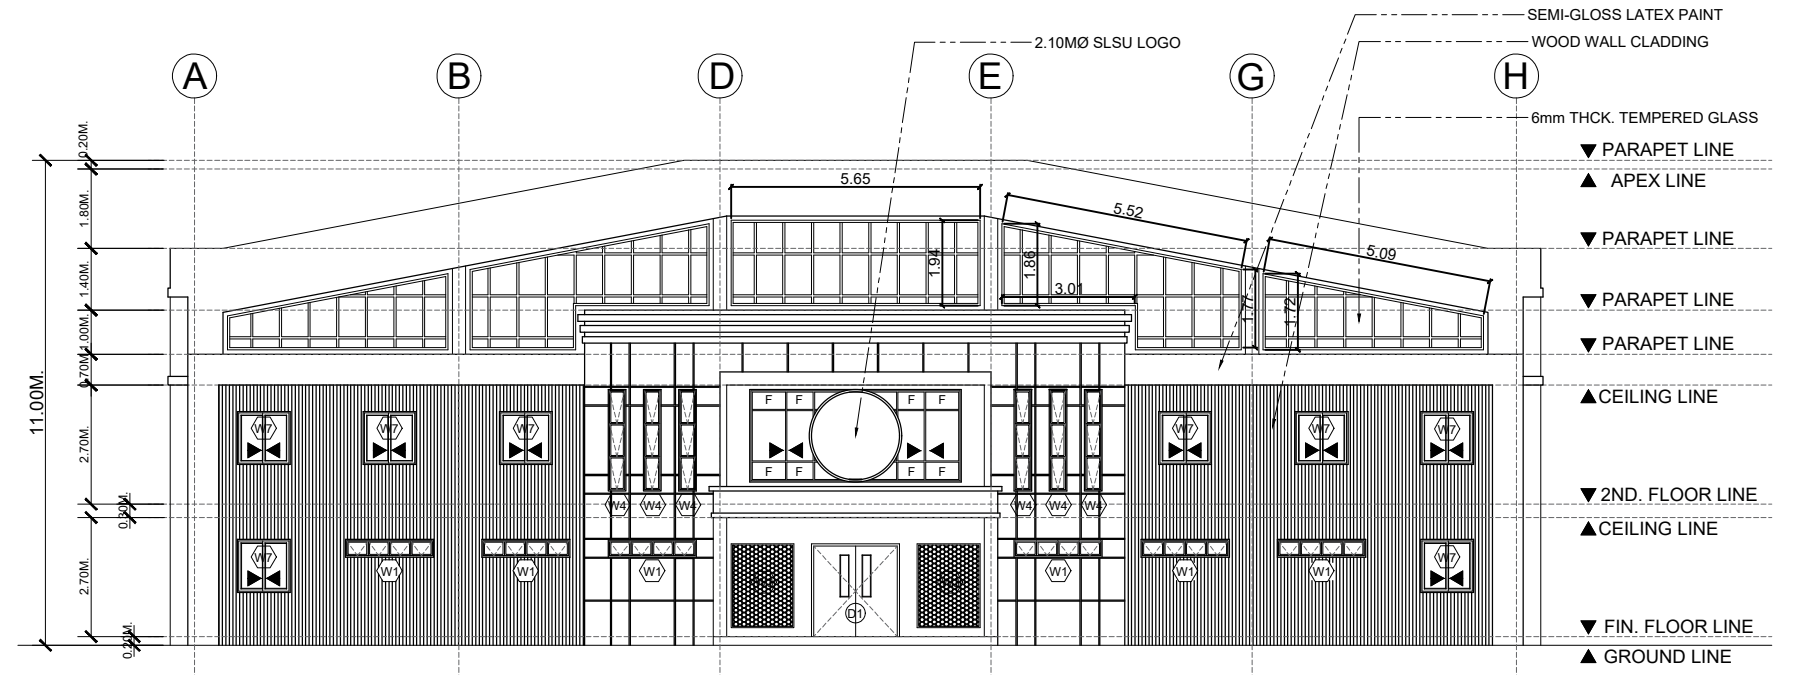 SEMI-GLOSS LATEX PAINT
2.10MØ SLSU LOGO
WOOD WALL CLADDING
A B D E G H
6mm THCK. TEMPERED GLASS
0.20M.
PARAPET LINE
APEX LINE
5.65
5.52
1.80M.
PARAPET LINE
5.09
1.94
1.86
1.40M.
3.01
1.77
1.72
PARAPET LINE
1.00M.
PARAPET LINE
0.70M.
11.00M.
CEILING LINE
F F F F
W7 W7 W7 W7 W7 W7
2.70M.
F F F F
2ND. FLOOR LINE
W4 W4 W4 W4 W4 W4
0.30M.
CEILING LINE
W7 W7
W1 W1 W1 W1 W1 W1
2.70M.
D1
FIN. FLOOR LINE
0.20M.
GROUND LINE